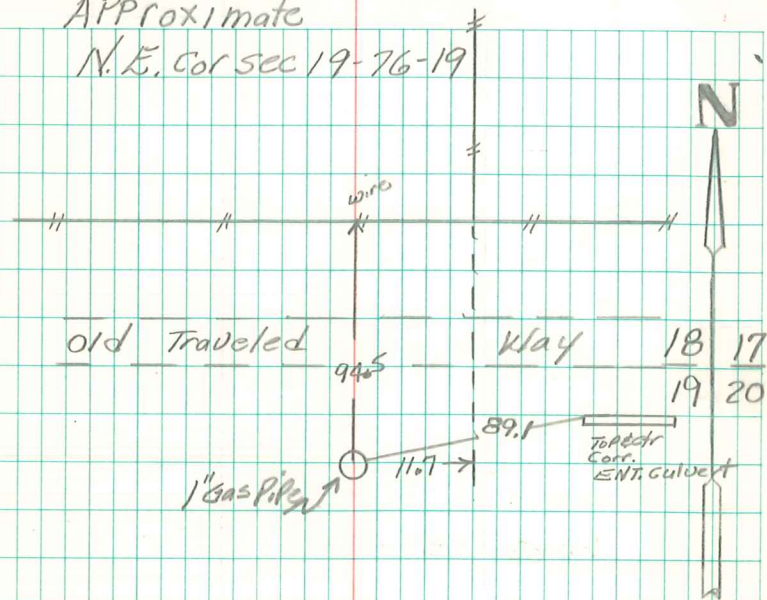 Approximate
N.E. Cor sec 19-76-19
N
wire
Old Traveled Way
18 17
19 20
94.5
89.1
11.7
Top & ctr
Corr.
ENT. Culvert
1" Gas Pipe